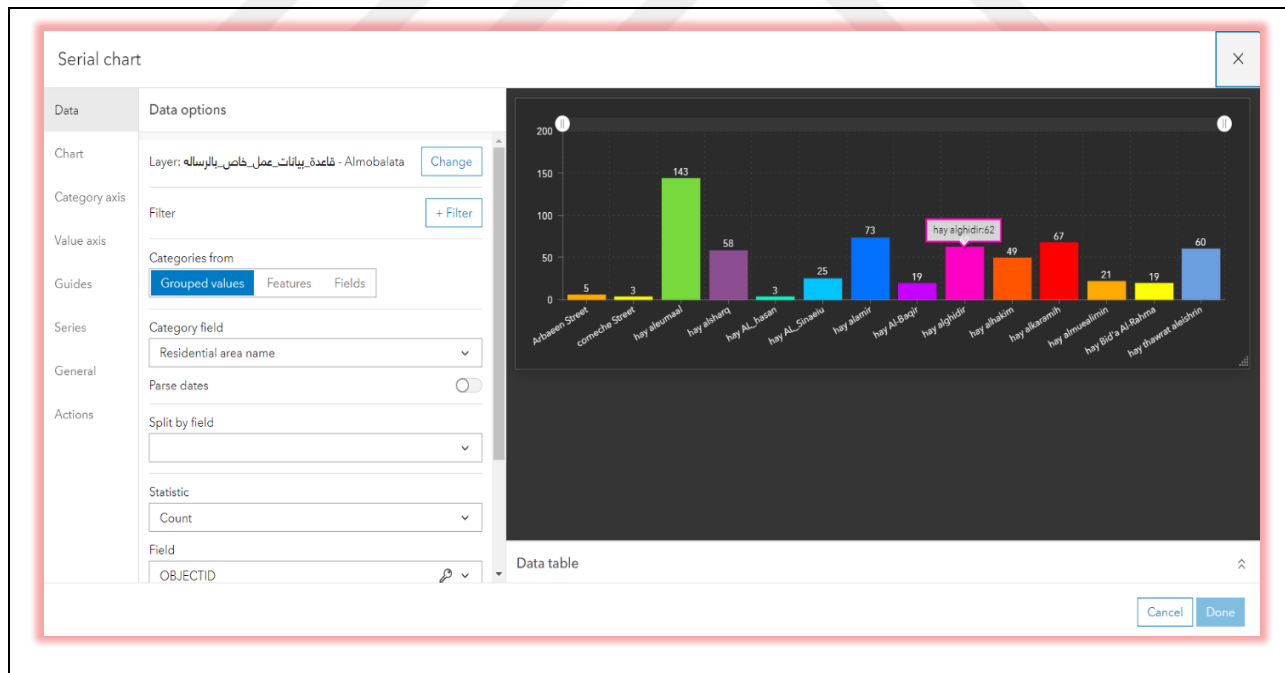 Serial chart
Data
Chart
Category axis
Value axis
Guides
Series
General
Actions
Data options
Layer: قاعدة_بيانات_عمل_خاص_بالرساله - Almobalata
Change
Filter
+ Filter
Categories from
Grouped values Features Fields
Category field
Residential area name
Parse dates
Split by field
Statistic
Count
Field
OBJECTID
200
150
100
50
0
5
3
143
58
3
25
73
19
hay alghidir:62
49
67
21
19
60
Arbaeen Street
corneche Street
hay aleumaal
hay alsharq
hay AL_hasan
hay AL_Sinaeiu
hay alamir
hay Al-Baqir
hay alghidir
hay alhakim
hay alkaramih
hay almuealimin
hay Bid'a Al-Rahma
hay thawrat aleishrin
Data table
Cancel Done